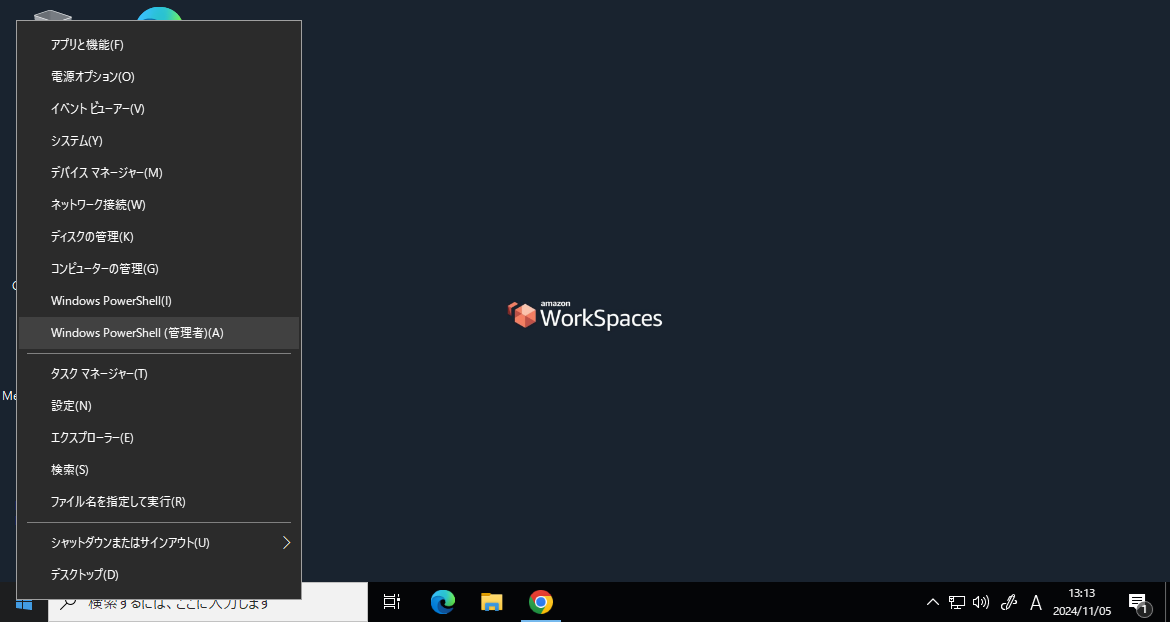 アプリと機能(F)
電源オプション(O)
イベント ビューアー(V)
システム(Y)
デバイス マネージャー(M)
ネットワーク接続(W)
ディスクの管理(K)
コンピューターの管理(G)
Windows PowerShell(I)
Windows PowerShell (管理者)(A)
タスク マネージャー(T)
設定(N)
エクスプローラー(E)
検索(S)
ファイル名を指定して実行(R)
シャットダウンまたはサインアウト(U)
デスクトップ(D)
amazon
WorkSpaces
検索するには、ここに入力します
A
13:13
2024/11/05
1